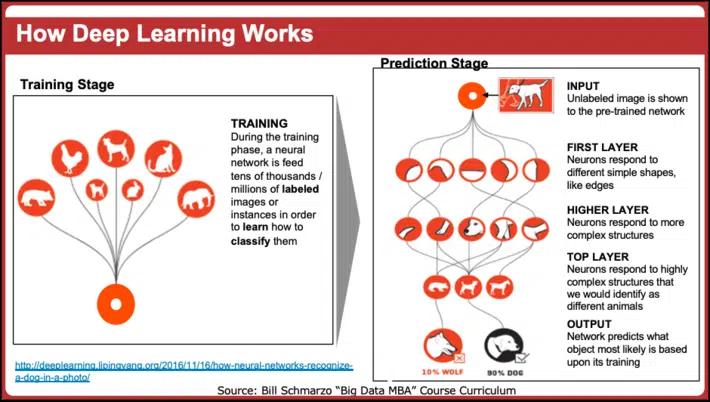 How Deep Learning Works
Training Stage
TRAINING
During the training
phase, a neural
network is feed
tens of thousands /
millions of labeled
images or
instances in order
to learn how to
classify them
http://deeplearning.lipingyang.org/2016/11/16/how-neural-networks-recognize-
a-dog-in-a-photo/
Prediction Stage
INPUT
Unlabeled image is shown
to the pre-trained network
FIRST LAYER
Neurons respond to
different simple shapes,
like edges
HIGHER LAYER
Neurons respond to more
complex structures
TOP LAYER
Neurons respond to highly
complex structures that
we would identify as
different animals
OUTPUT
Network predicts what
object most likely is based
upon its training
10% WOLF
90% DOG
Source: Bill Schmarzo “Big Data MBA” Course Curriculum